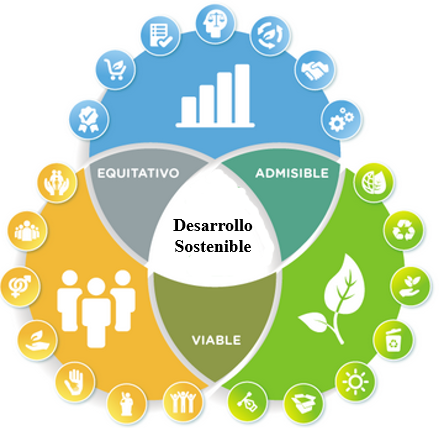 EQUITATIVO
ADMISIBLE
Desarrollo
Sostenible
VIABLE